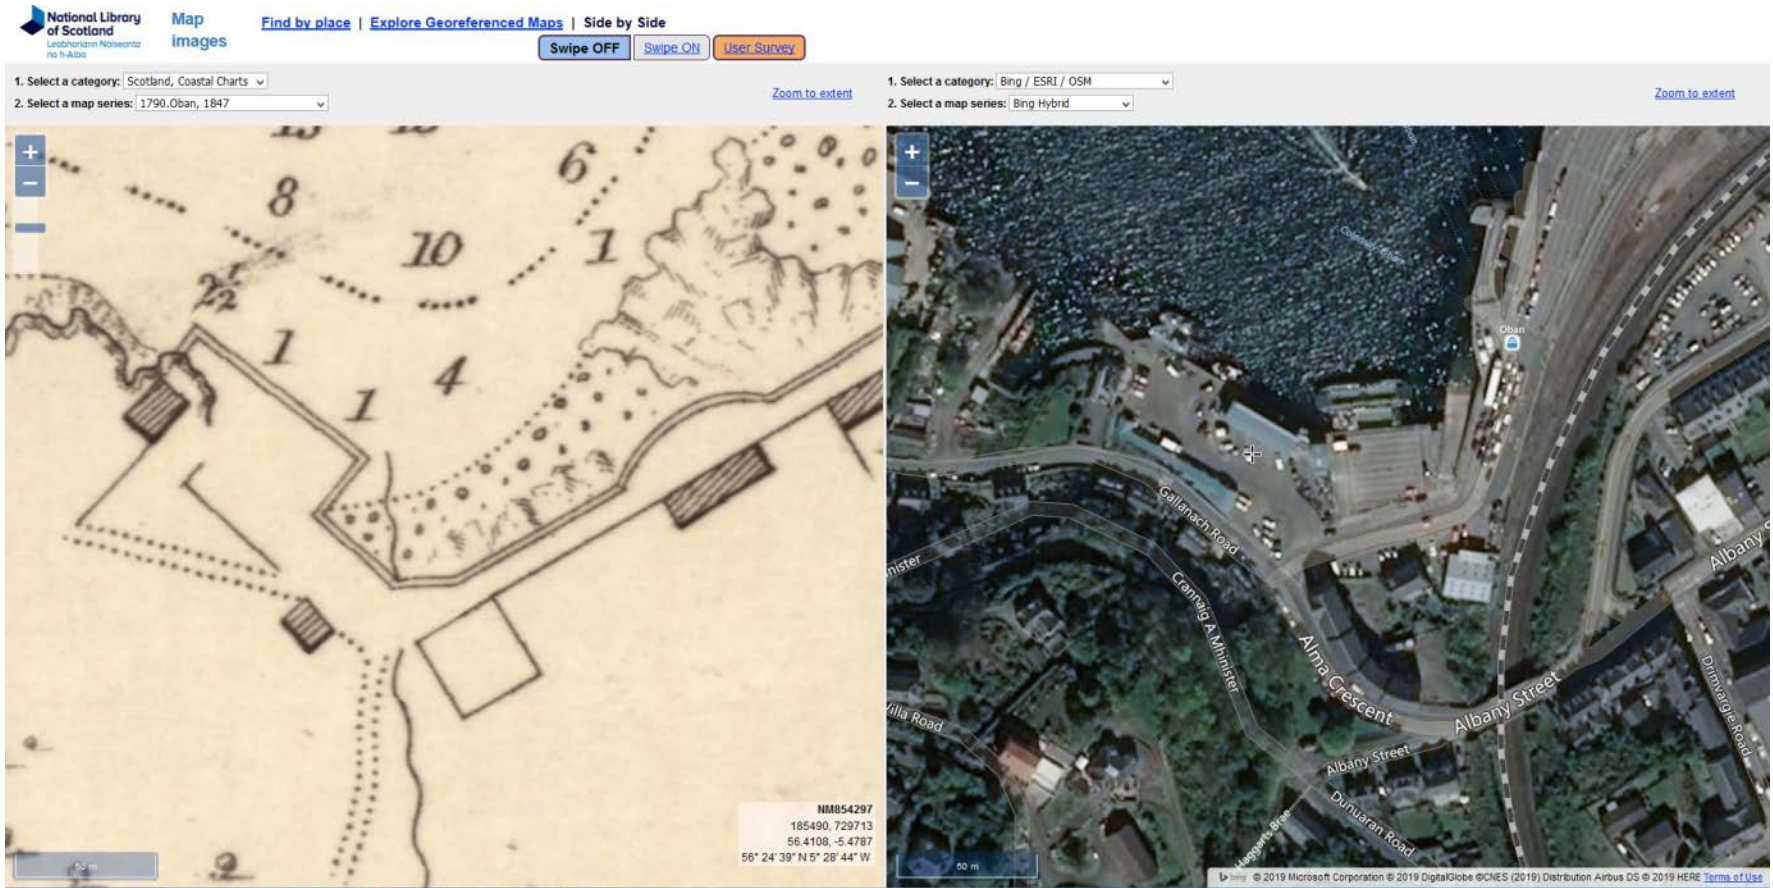 National Library
of Scotland
Leabharlann Nàiseanta
na h-Alba
Map
images
Find by place | Explore Georeferenced Maps | Side by Side
Swipe OFF
Swipe ON
User Survey
1. Select a category: Scotland, Coastal Charts
2. Select a map series: 1790.Oban, 1847
Zoom to extent
1. Select a category: Bing / ESRI / OSM
2. Select a map series: Bing Hybrid
Zoom to extent
+
−
6
8
10
1
1
4
1
NM854297
185490, 729713
56.4108, -5.4787
56° 24' 39" N 5° 28' 44" W
50 m
+
−
Oban
Gallanach Road
Albany
nister
Crannaig A Mhinister
Alma Crescent
Albany Street
Drimvargie Road
Villa Road
Albany Street
Dunuaran Road
Haggarts Brae
50 m
bing © 2019 Microsoft Corporation © 2019 DigitalGlobe ©CNES (2019) Distribution Airbus DS © 2019 HERE Terms of Use